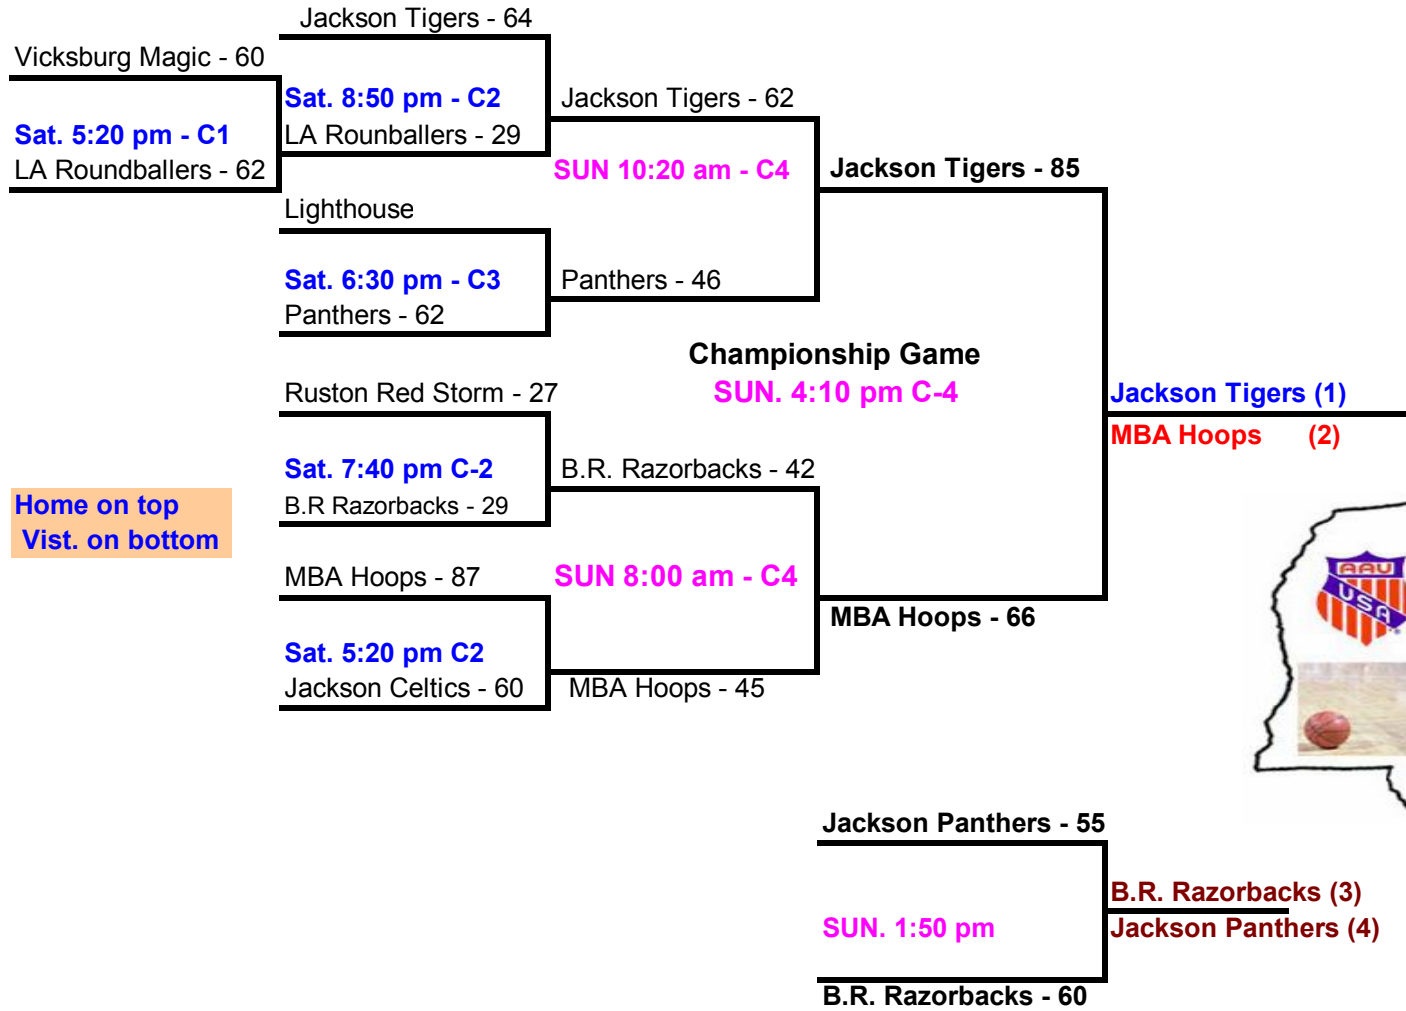 Jackson Tigers - 64
Vicksburg Magic - 60
Sat. 8:50 pm - C2
Jackson Tigers - 62
Sat. 5:20 pm - C1
LA Rounballers - 29
LA Roundballers - 62
SUN 10:20 am - C4
Jackson Tigers - 85
Lighthouse
Sat. 6:30 pm - C3
Panthers - 46
Panthers - 62
Championship Game
Ruston Red Storm - 27
SUN. 4:10 pm C-4
Jackson Tigers (1)
MBA Hoops (2)
Sat. 7:40 pm C-2
B.R. Razorbacks - 42
Home on top
B.R Razorbacks - 29
Vist. on bottom
MBA Hoops - 87
SUN 8:00 am - C4
MBA Hoops - 66
Sat. 5:20 pm C2
Jackson Celtics - 60
MBA Hoops - 45
AAU
USA
Jackson Panthers - 55
B.R. Razorbacks (3)
SUN. 1:50 pm
Jackson Panthers (4)
B.R. Razorbacks - 60